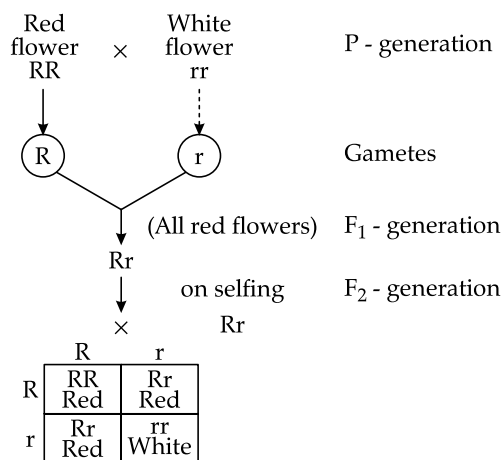 Red White
flower × flower P - generation
RR rr
R r Gametes
(All red flowers) F₁ - generation
Rr
on selfing F₂ - generation
× Rr
R r
R RR Rr
Red Red
r Rr rr
Red White